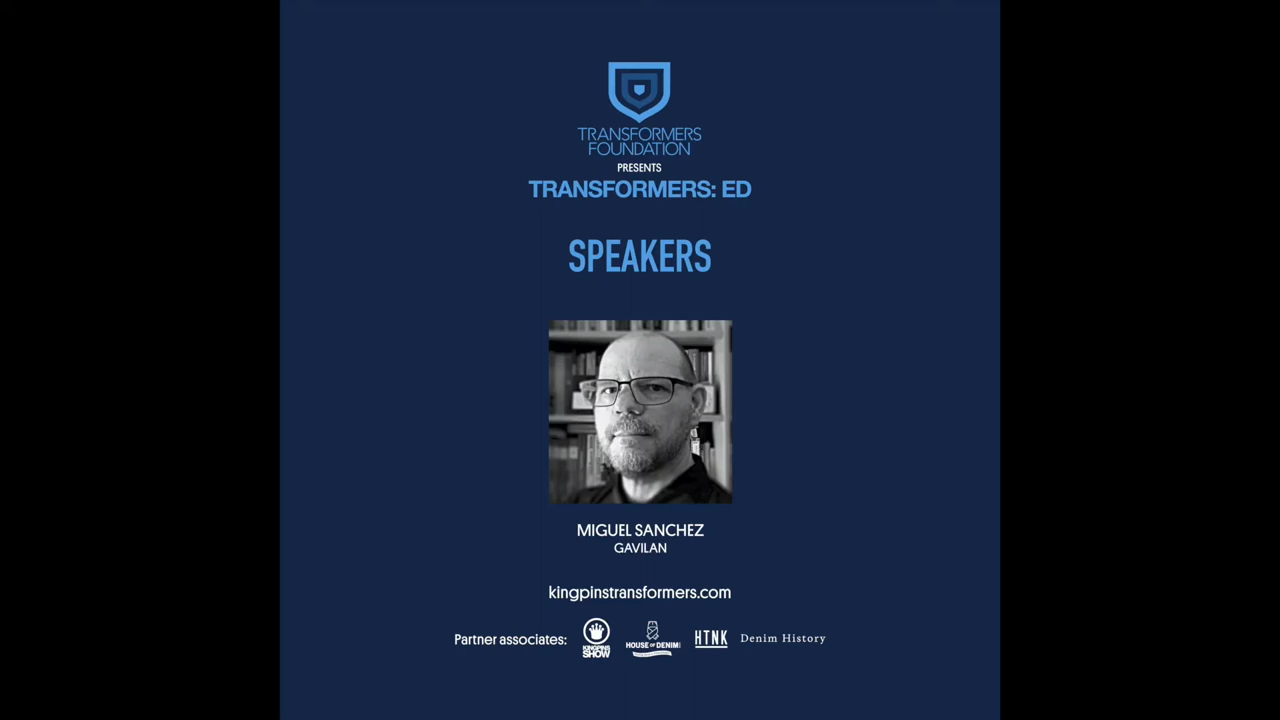 TRANSFORMERS
FOUNDATION
PRESENTS
TRANSFORMERS: ED
SPEAKERS
MIGUEL SANCHEZ
GAVILAN
kingpinstransformers.com
Partner associates: KINGPINS SHOW HOUSE OF DENIM HTNK Denim History